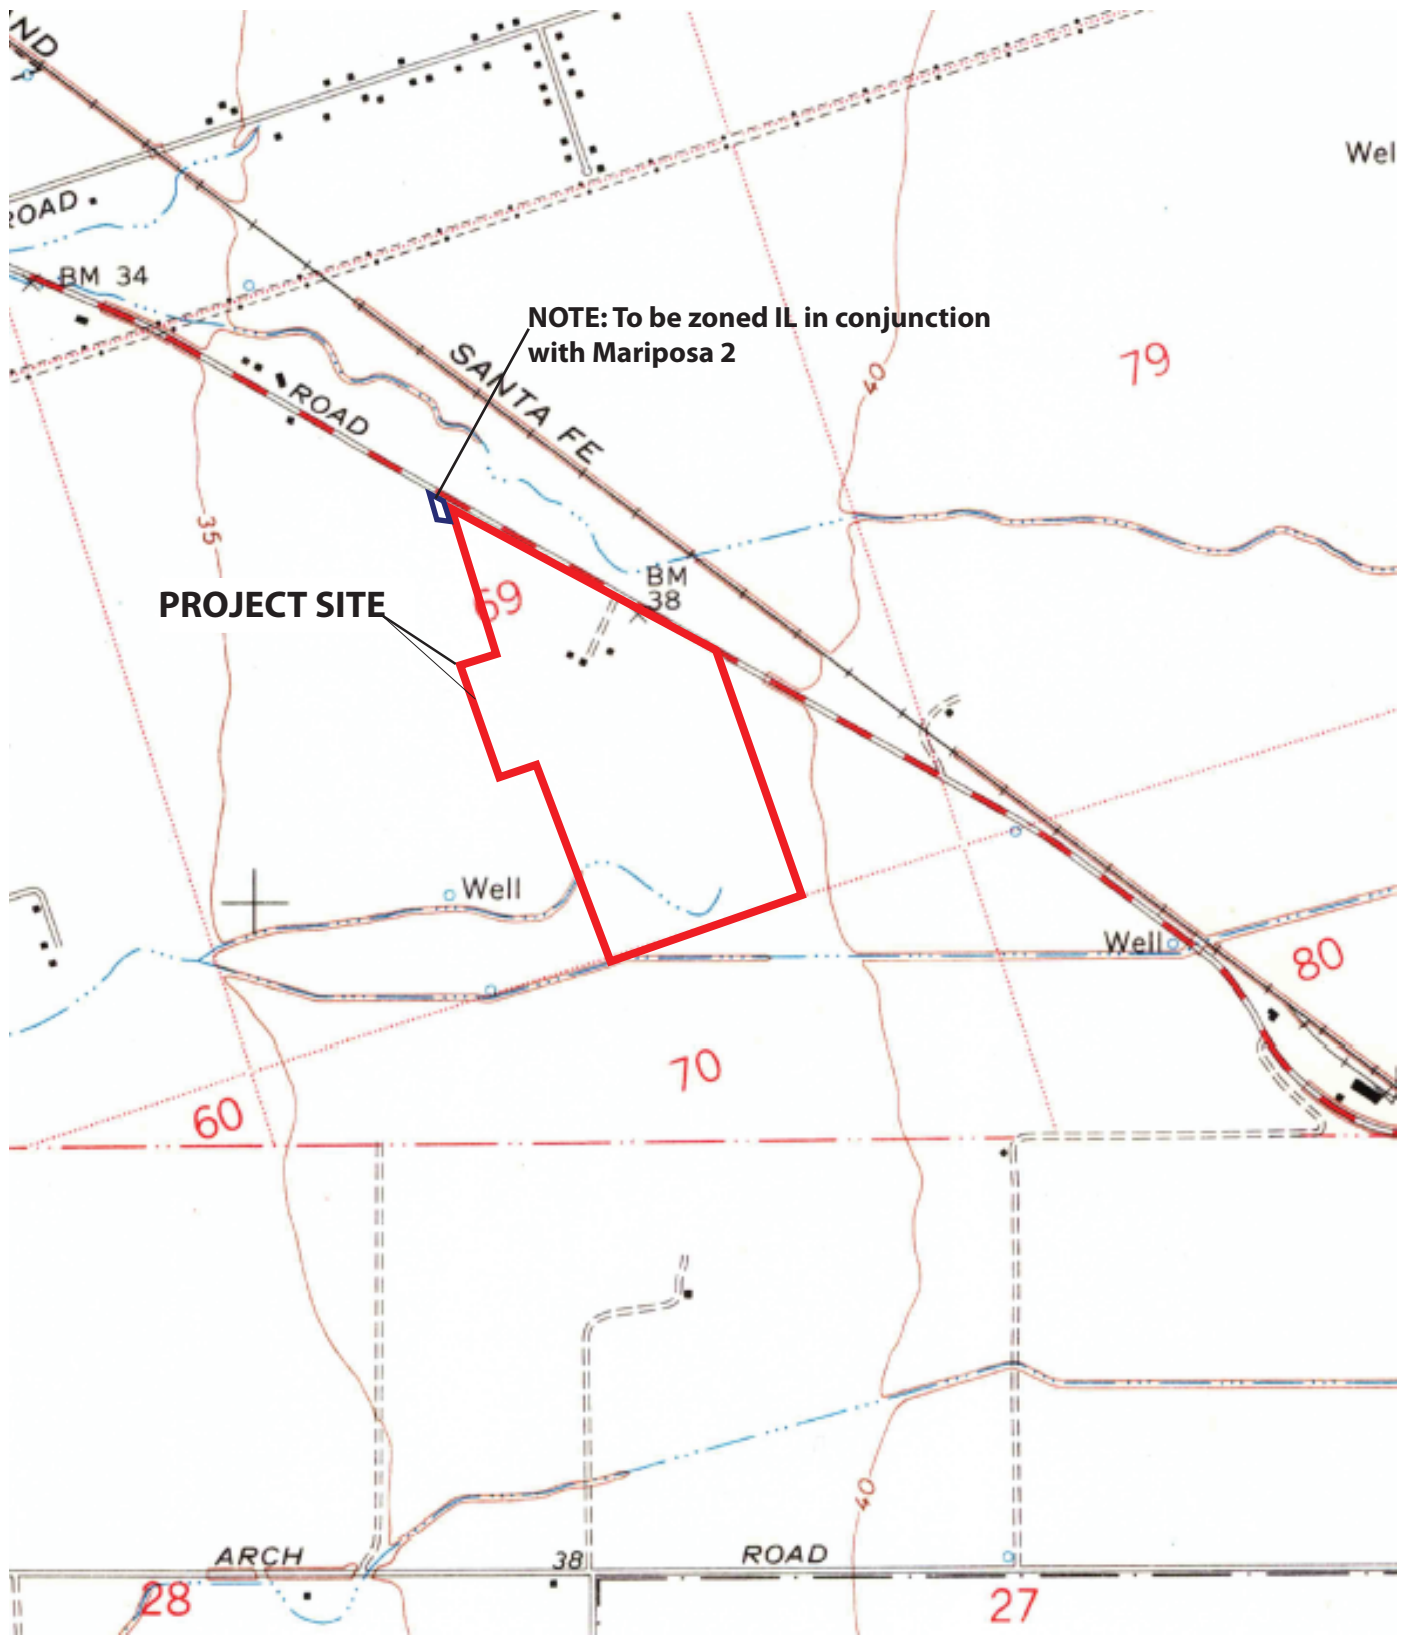 ND
Wel
ROAD
BM 34
NOTE: To be zoned IL in conjunction
with Mariposa 2
SANTA FE
79
40
ROAD
35
BM
38
69
PROJECT SITE
Well
Well
80
70
60
40
ARCH
38
ROAD
28
27